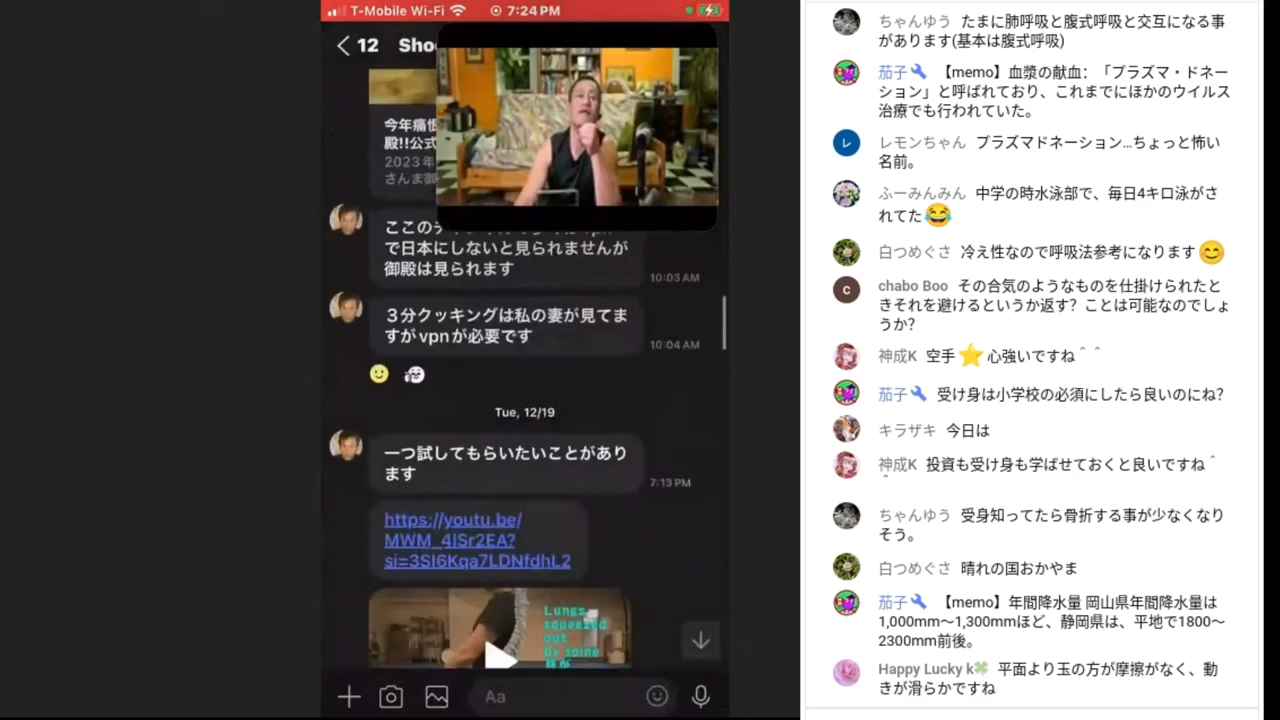 T-Mobile Wi-Fi 7:24 PM
12 Sho
今年痛恨
殿!!公式
2023年
さんま御
で日本にしないと見られませんが
御殿は見られます
10:03 AM
３分クッキングは私の妻が見てま
すがvpnが必要です
10:04 AM
Tue, 12/19
一つ試してもらいたいことがあり
ます
7:13 PM
https://youtu.be/
MWM_4lSr2EA?
si=3SI6Kqa7LDNfdhL2
Lungs
squeezed
out
by spine
Aa
ちゃんゆう たまに肺呼吸と腹式呼吸と交互になる事
があります(基本は腹式呼吸)
茄子 【memo】血漿の献血：「プラズマ・ドネー
ション」と呼ばれており、これまでにほかのウイルス
治療でも行われていた。
レ レモンちゃん プラズマドネーション…ちょっと怖い
名前。
ふーみんみん 中学の時水泳部で、毎日4キロ泳がさ
れてた😂
白つめぐさ 冷え性なので呼吸法参考になります😊
C chabo Boo その合気のようなものを仕掛けられたと
きそれを避けるというか返す？ことは可能なのでしょ
うか？
神成K 空手⭐心強いですね＾＾
茄子 受け身は小学校の必須にしたら良いのにね？
キラザキ 今日は
神成K 投資も受け身も学ばせておくと良いですね＾
＾
ちゃんゆう 受身知ってたら骨折する事が少なくなり
そう。
白つめぐさ 晴れの国おかやま
茄子 【memo】年間降水量 岡山県年間降水量は
1,000mm〜1,300mmほど、静岡県は、平地で1800〜
2300mm前後。
Happy Lucky k🍀 平面より玉の方が摩擦がなく、動
きが滑らかですね